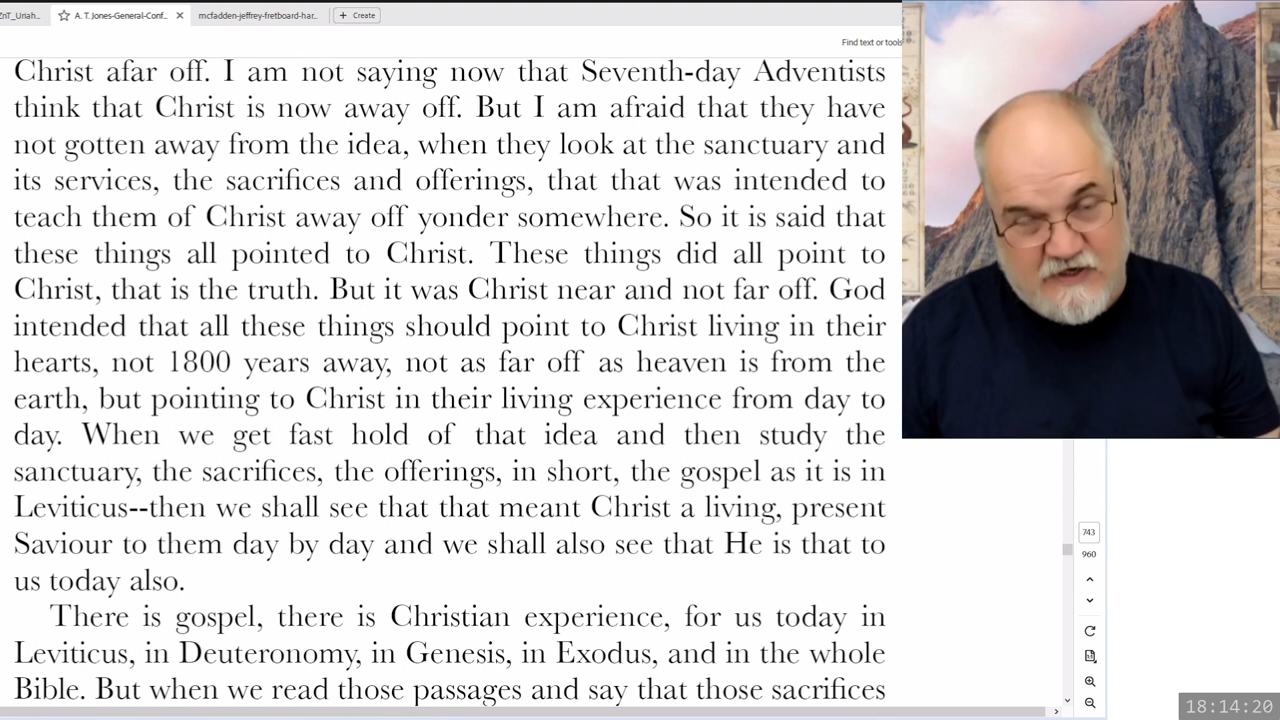 ZnT_Unah...
A. T. Jones-General-Conf...
mcfadden-jeffrey-fretboard-har...
+ Create
Find text or tools
Christ afar off. I am not saying now that Seventh-day Adventists
think that Christ is now away off. But I am afraid that they have
not gotten away from the idea, when they look at the sanctuary and
its services, the sacrifices and offerings, that that was intended to
teach them of Christ away off yonder somewhere. So it is said that
these things all pointed to Christ. These things did all point to
Christ, that is the truth. But it was Christ near and not far off. God
intended that all these things should point to Christ living in their
hearts, not 1800 years away, not as far off as heaven is from the
earth, but pointing to Christ in their living experience from day to
day. When we get fast hold of that idea and then study the
sanctuary, the sacrifices, the offerings, in short, the gospel as it is in
Leviticus--then we shall see that that meant Christ a living, present
Saviour to them day by day and we shall also see that He is that to
us today also.
There is gospel, there is Christian experience, for us today in
Leviticus, in Deuteronomy, in Genesis, in Exodus, and in the whole
Bible. But when we read those passages and say that those sacrifices
743
960
18:14:20